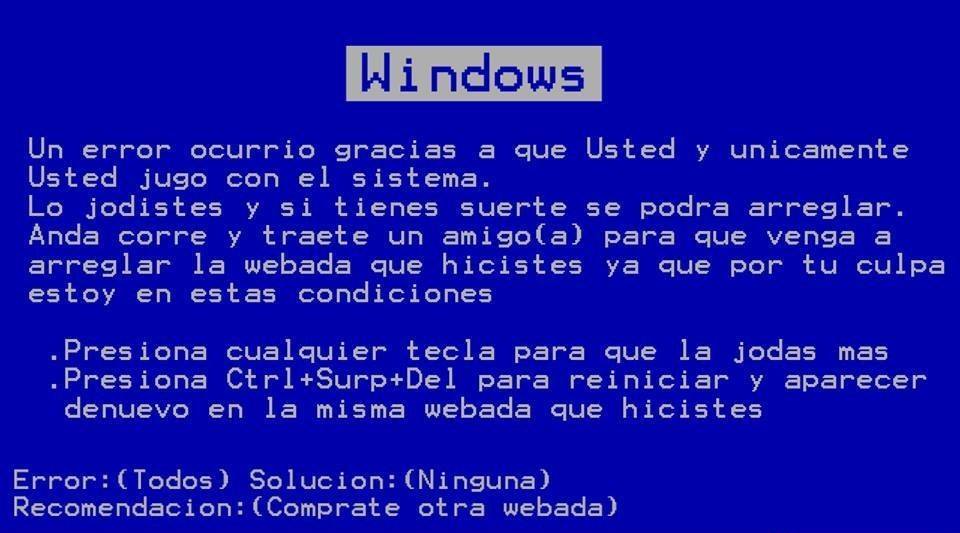 Windows
Un error ocurrio gracias a que Usted y unicamente
Usted jugo con el sistema.
Lo jodistes y si tienes suerte se podra arreglar.
Anda corre y traete un amigo(a) para que venga a
arreglar la webada que hicistes ya que por tu culpa
estoy en estas condiciones
.Presiona cualquier tecla para que la jodas mas
.Presiona Ctrl+Surp+Del para reiniciar y aparecer
denuevo en la misma webada que hicistes
Error:(Todos) Solucion:(Ninguna)
Recomendacion:(Comprate otra webada)